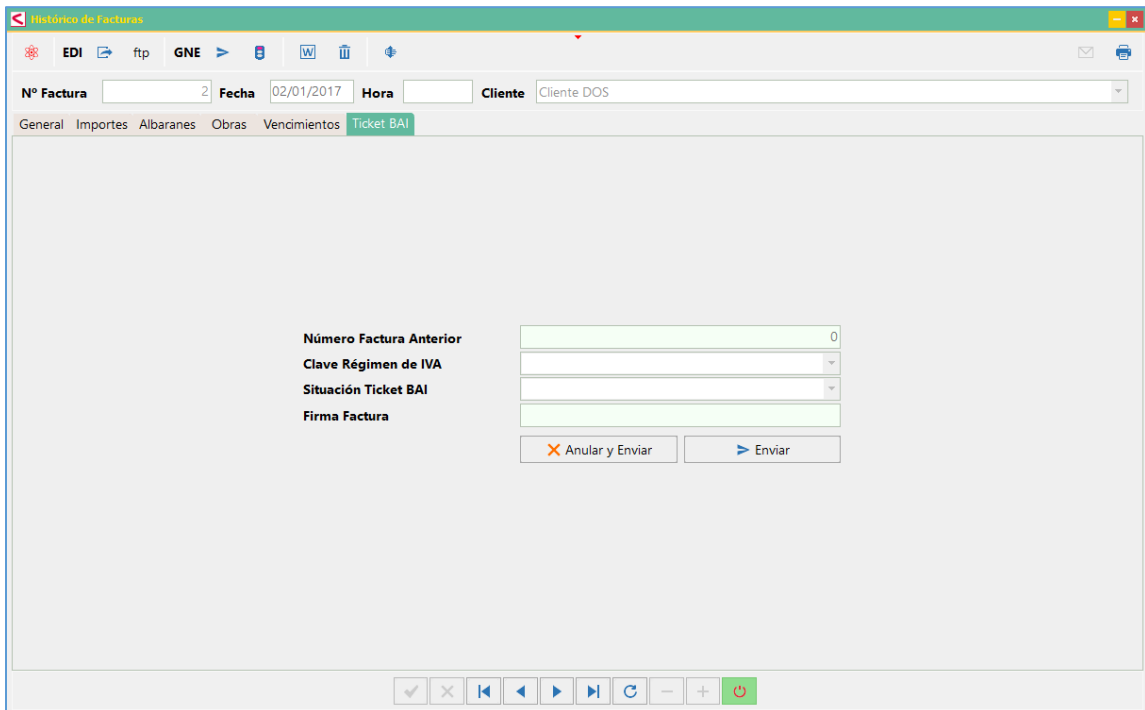 Histórico de Facturas
EDI ftp GNE W
Nº Factura 2 Fecha 02/01/2017 Hora Cliente Cliente DOS
General Importes Albaranes Obras Vencimientos Ticket BAI
Número Factura Anterior 0
Clave Régimen de IVA
Situación Ticket BAI
Firma Factura
Anular y Enviar Enviar